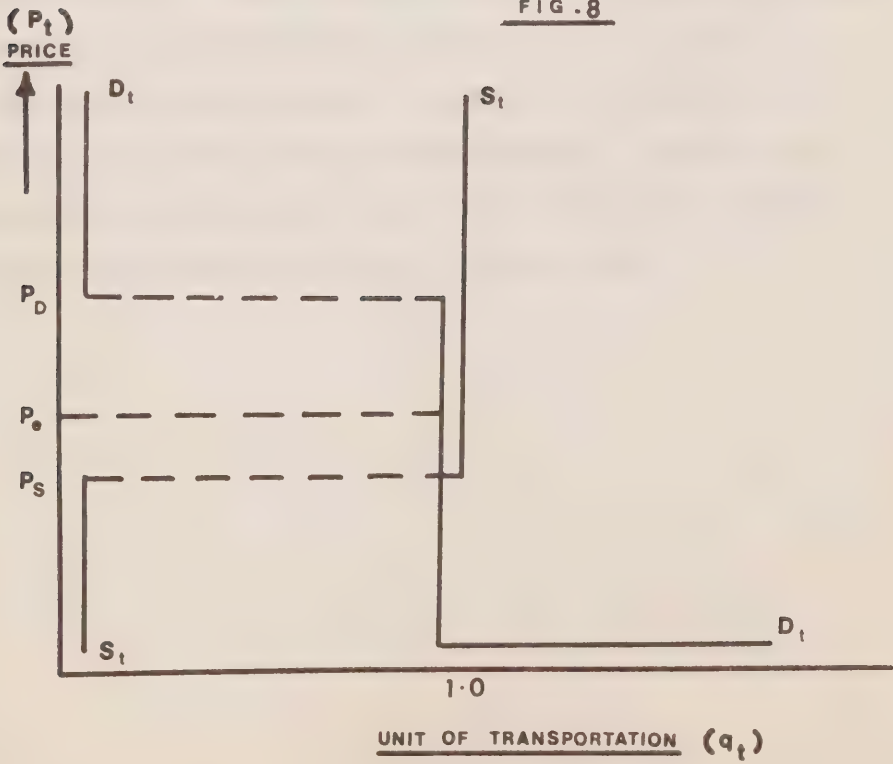 FIG.8
(Pt)
PRICE
Dt
St
PD
Pe
PS
St
Dt
1·0
UNIT OF TRANSPORTATION (qt)